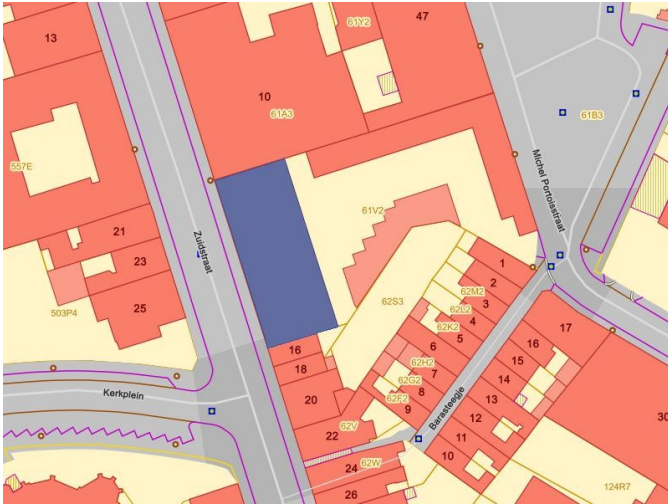 13
61Y2
47
10
61A3
61B3
557E
Michel Portoisstraat
61V2
21
Zuidstraat
23
1
2
62M2
3
62S3
62L2
25
4
503P4
62K2
5
17
16
6
16
62H2
15
18
7
62G2
14
Kerkplein
8
62F2
13
20
9
Barasteegje
30
12
62V
22
11
62W
10
24
124R7
26